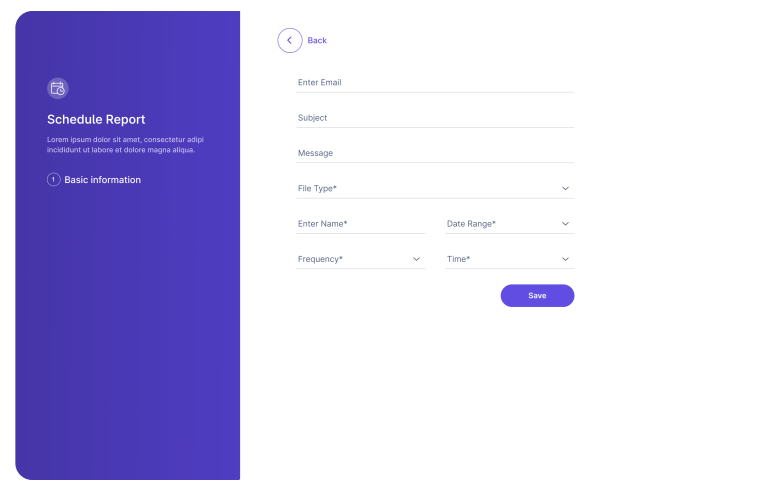 Schedule Report
Lorem ipsum dolor sit amet, consectetur adipi
incididunt ut labore et dolore magna aliqua.
1 Basic information
Back
Enter Email
Subject
Message
File Type*
Enter Name*
Date Range*
Frequency*
Time*
Save